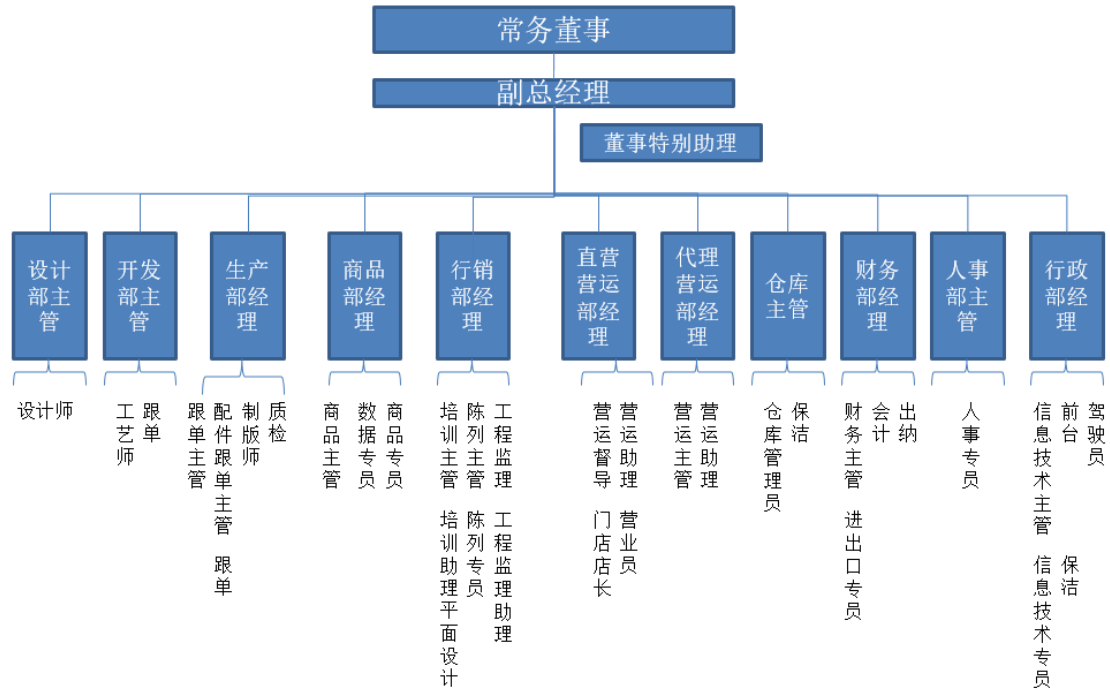 常务董事
副总经理
董事特别助理
设计
部主
管
开发
部主
管
生产
部经
理
商品
部经
理
行销
部经
理
直营
营运
部经
理
代理
营运
部经
理
仓库
主管
财务
部经
理
人事
部主
管
行政
部经
理
设计师
工艺师
跟单
跟单主管
配件跟单主管 跟单
制版师
质检
商品主管
数据专员
商品专员
培训主管 培训助理平面设计
陈列主管 陈列专员
工程监理 工程监理助理
营运督导 门店店长
营运助理 营业员
营运主管
营运助理
仓库管理员
保洁
财务主管 进出口专员
会计
出纳
人事专员
信息技术主管 信息技术专员
前台 保洁
驾驶员